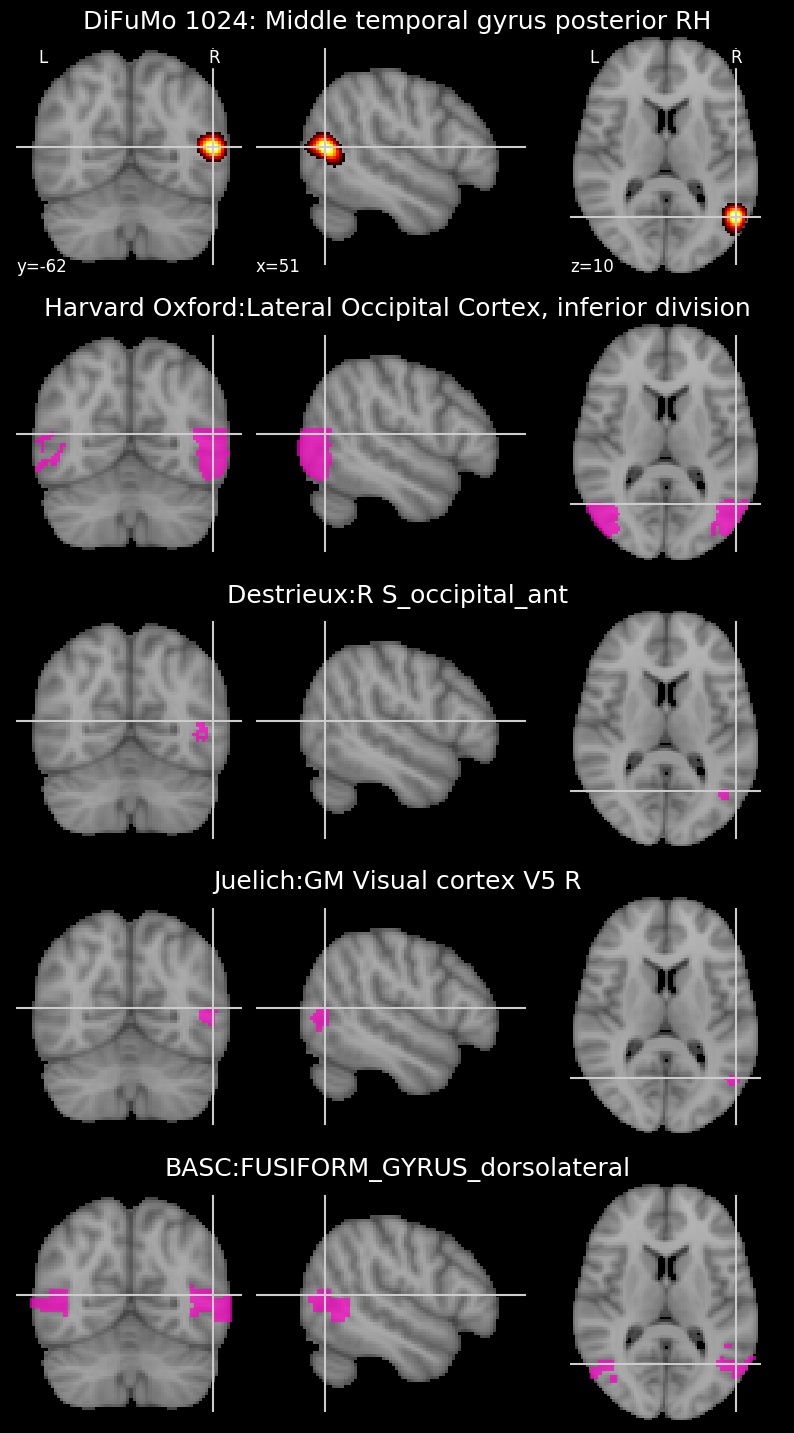 DiFuMo 1024: Middle temporal gyrus posterior RH
L R L R
y=-62 x=51 z=10
Harvard Oxford:Lateral Occipital Cortex, inferior division
Destrieux:R S_occipital_ant
Juelich:GM Visual cortex V5 R
BASC:FUSIFORM_GYRUS_dorsolateral